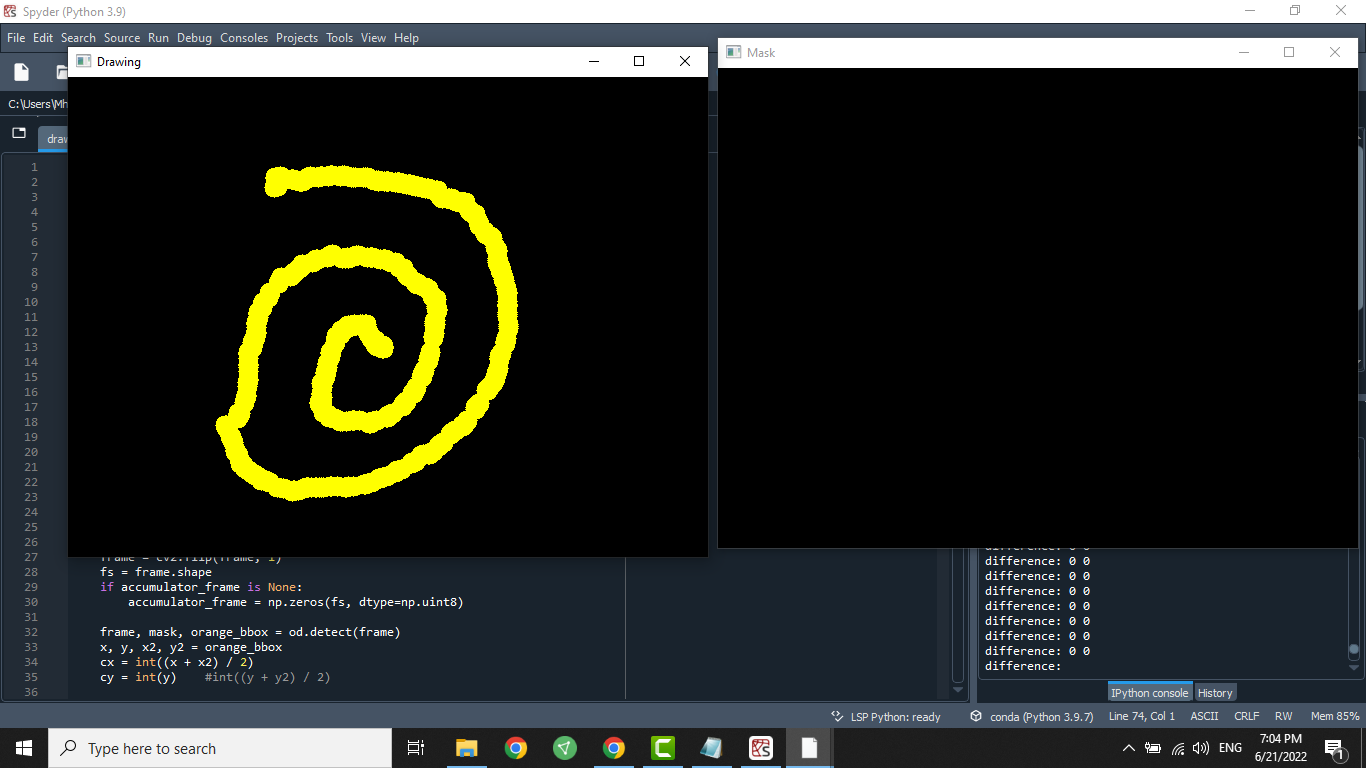 Spyder (Python 3.9)
File Edit Search Source Run Debug Consoles Projects Tools View Help
Drawing
Mask
C:\Users\Mh
draw
1
2
3
4
5
6
7
8
9
10
11
12
13
14
15
16
17
18
19
20
21
22
23
24
25
26
27 frame = cv2.flip(frame, 1)
28 fs = frame.shape
29 if accumulator_frame is None:
30 accumulator_frame = np.zeros(fs, dtype=np.uint8)
31
32 frame, mask, orange_bbox = od.detect(frame)
33 x, y, x2, y2 = orange_bbox
34 cx = int((x + x2) / 2)
35 cy = int(y) #int((y + y2) / 2)
36
difference: 0 0
difference: 0 0
difference: 0 0
difference: 0 0
difference: 0 0
difference: 0 0
difference: 0 0
difference: 0 0
difference:
IPython console History
LSP Python: ready conda (Python 3.9.7) Line 74, Col 1 ASCII CRLF RW Mem 85%
Type here to search
ENG
7:04 PM
6/21/2022
1